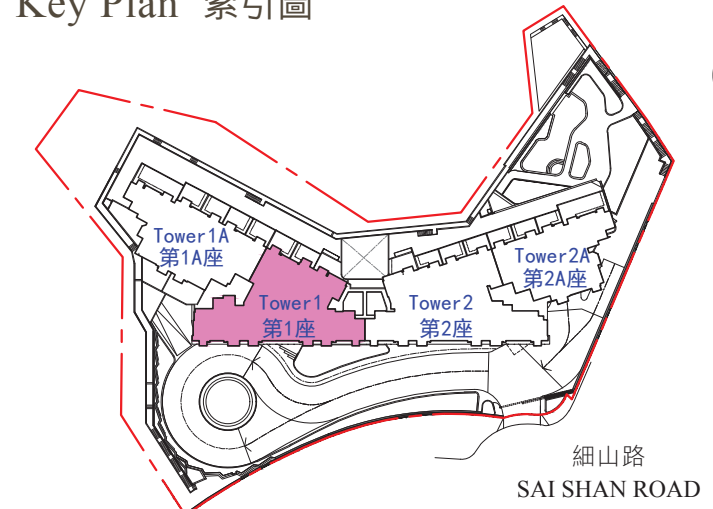 Key Plan 索引圖
Tower1A
第1A座
Tower1
第1座
Tower2
第2座
Tower2A
第2A座
細山路
SAI SHAN ROAD